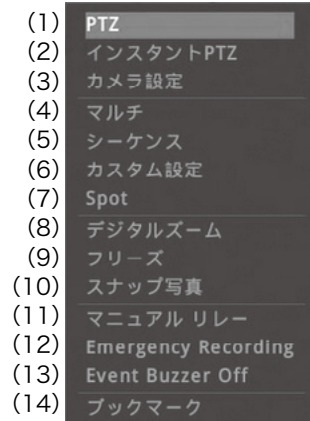 (1) PTZ
(2) インスタントPTZ
(3) カメラ設定
(4) マルチ
(5) シーケンス
(6) カスタム設定
(7) Spot
(8) デジタルズーム
(9) フリーズ
(10) スナップ写真
(11) マニュアル リレー
(12) Emergency Recording
(13) Event Buzzer Off
(14) ブックマーク